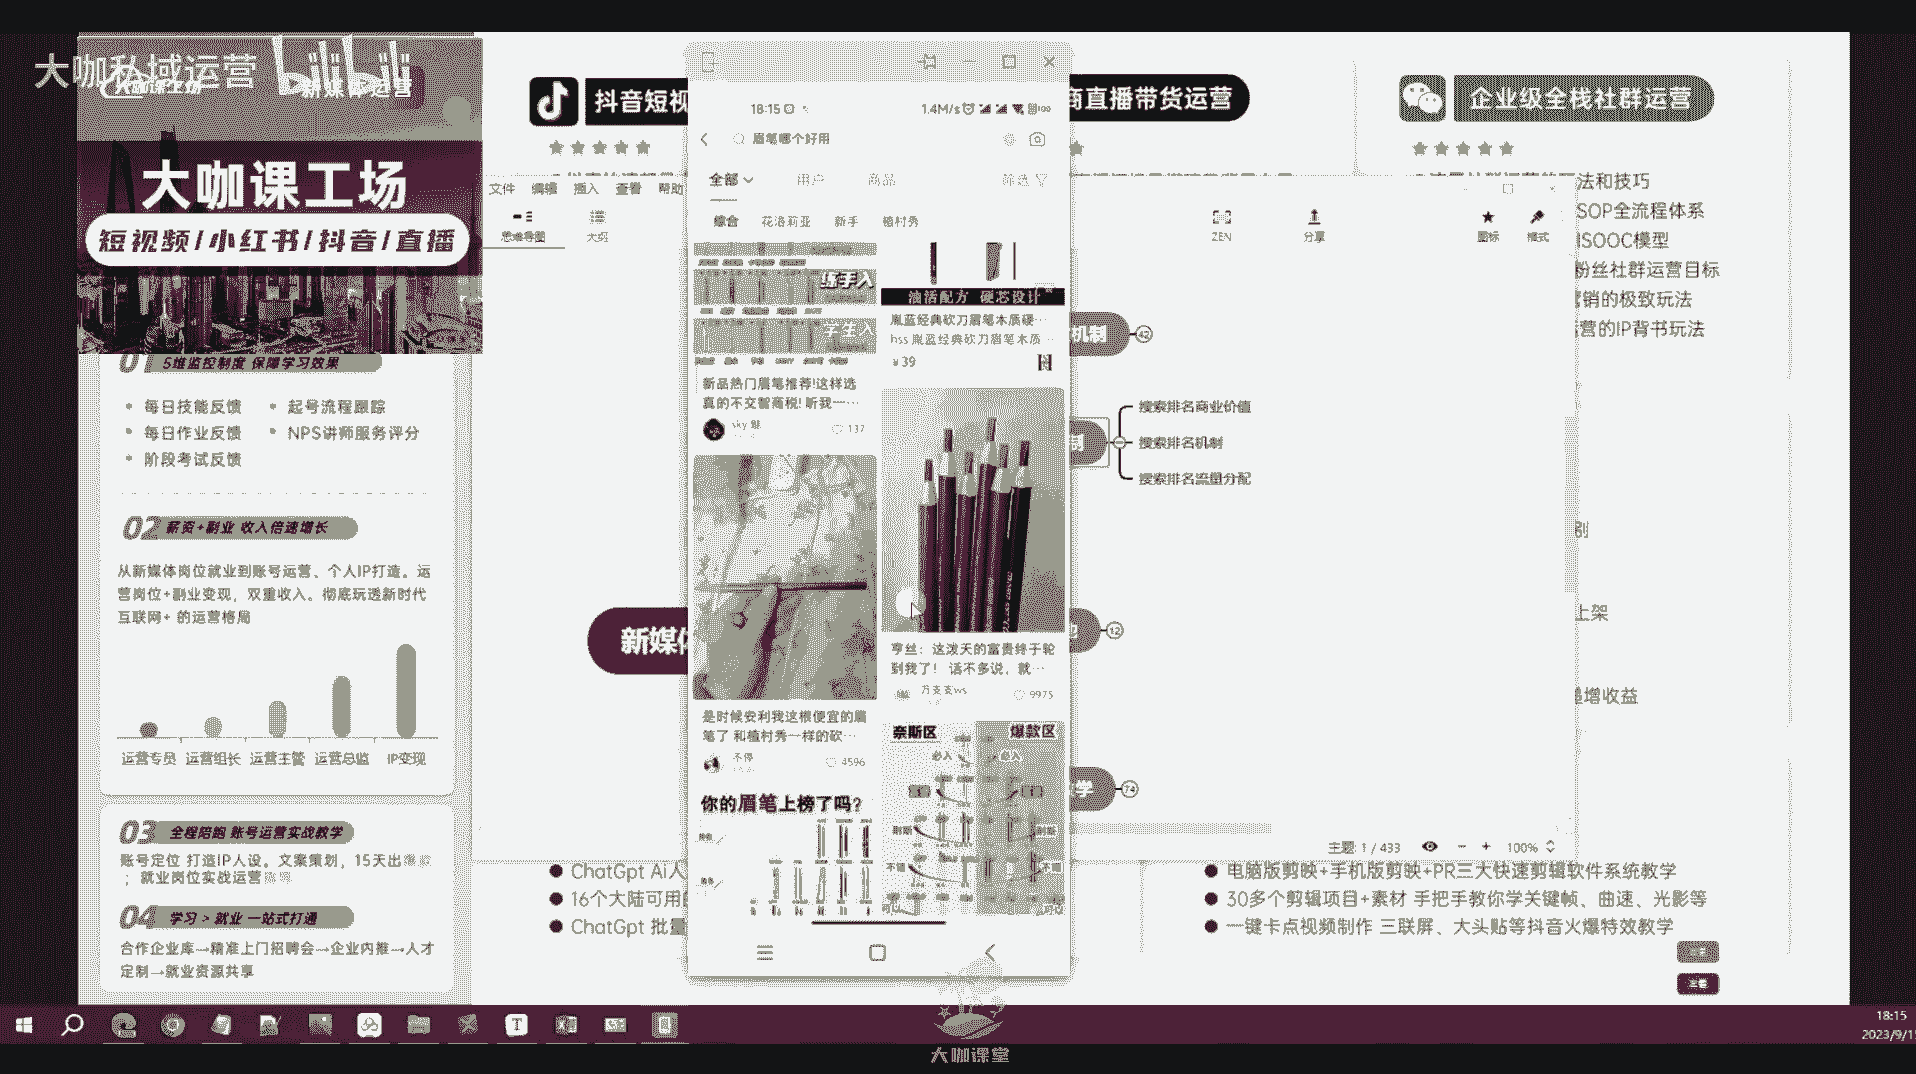 大咖私域运营
bilibili
新媒体运营
大咖课工场
短视频/小红书/抖音/直播
01 5维监控制度 保障学习效果
每日技能反馈
起号流程跟踪
每日作业反馈
NPS讲师服务评分
阶段考试反馈
02 薪资+副业 收入倍速增长
从新媒体岗位就业到账号运营、个人IP打造。运
营岗位+副业变现，双重收入。彻底玩透新时代
互联网+ 的运营格局
运营专员 运营组长 运营主管 运营总监 IP变现
03 全程陪跑 账号运营实战教学
账号定位 打造IP人设。文案策划，15天出
；就业岗位实战运营
04 学习 > 就业 一站式打通
合作企业库→精准上门招聘会→企业内推→人才
定制→就业资源共享
抖音短视
商直播带货运营
企业级全栈社群运营
法和技巧
SOP全流程体系
ISOOC模型
粉丝社群运营目标
营销的极致玩法
运营的IP背书玩法
上架
增收益
文件 编辑 插入 查看 帮助
思维导图
大纲
ZEN
分享
图标
格式
新媒体
机制
42
搜索排名商业价值
搜索排名机制
搜索排名流量分配
12
学
74
主题: 1 / 433
100%
18:15
1.4M/s
100
眉笔哪个好用
全部
用户
商品
筛选
综合
花洛莉亚
新手
植村秀
练手入
学生入
新品热门眉笔推荐!这样选
真的不交智商税! 听我一…
sky
137
油活配方 硬芯设计
胤蓝经典砍刀眉笔木质硬…
hss 胤蓝经典砍刀眉笔木质…
¥39
是时候安利我这根便宜的眉
笔了 和植村秀一样的砍…
不停
4596
亨丝：这泼天的富贵终于轮
到我了！ 话不多说，就…
万支支ws
9975
你的眉笔上榜了吗?
奈斯区
爆款区
必入
必入
耐斯
耐斯
不错
不错
ChatGpt AI人
16个大陆可用的
ChatGpt 批量
电脑版剪映+手机版剪映+PR三大快速剪辑软件系统教学
30多个剪辑项目+素材 手把手教你学关键帧、曲速、光影等
一键卡点视频制作 三联屏、大头贴等抖音火爆特效教学
大咖课堂
18:15
2023/9/1